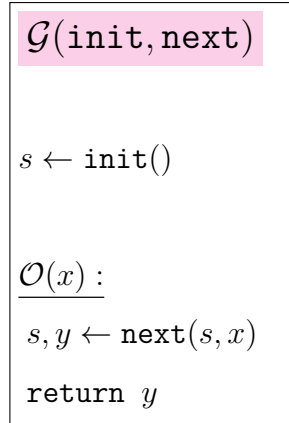 𝒢(init, next)
s ← init()
𝒪(x) :
s, y ← next(s, x)
return y